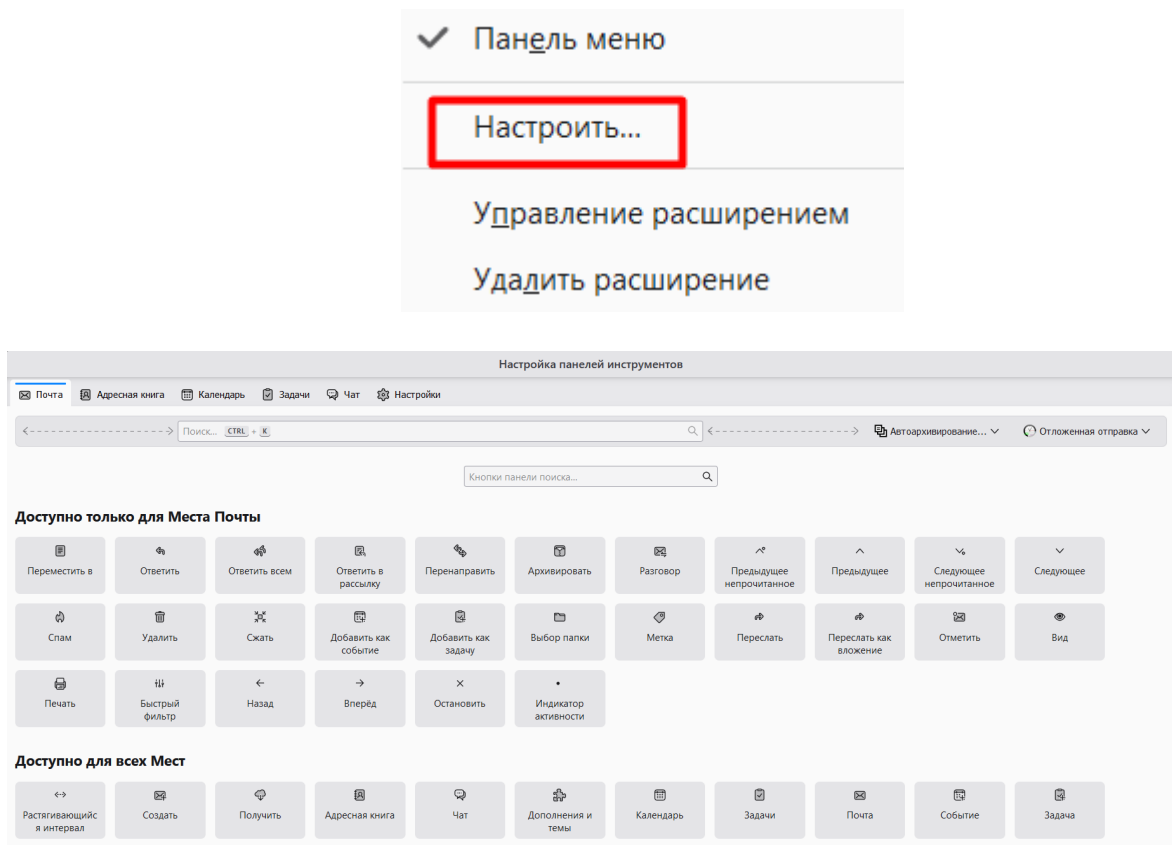 Панель меню
Настроить...
Управление расширением
Удалить расширение
Настройка панелей инструментов
Почта Адресная книга Календарь Задачи Чат Настройки
Поиск... CTRL + K Автоархивирование... Отложенная отправка
Кнопки панели поиска...
Доступно только для Места Почты
Переместить в Ответить Ответить всем Ответить в рассылку Перенаправить Архивировать Разговор Предыдущее непрочитанное Предыдущее Следующее непрочитанное Следующее
Спам Удалить Сжать Добавить как событие Добавить как задачу Выбор папки Метка Переслать Переслать как вложение Отметить Вид
Печать Быстрый фильтр Назад Вперёд Остановить Индикатор активности
Доступно для всех Мест
Растягивающийс я интервал Создать Получить Адресная книга Чат Дополнения и темы Календарь Задачи Почта Событие Задача